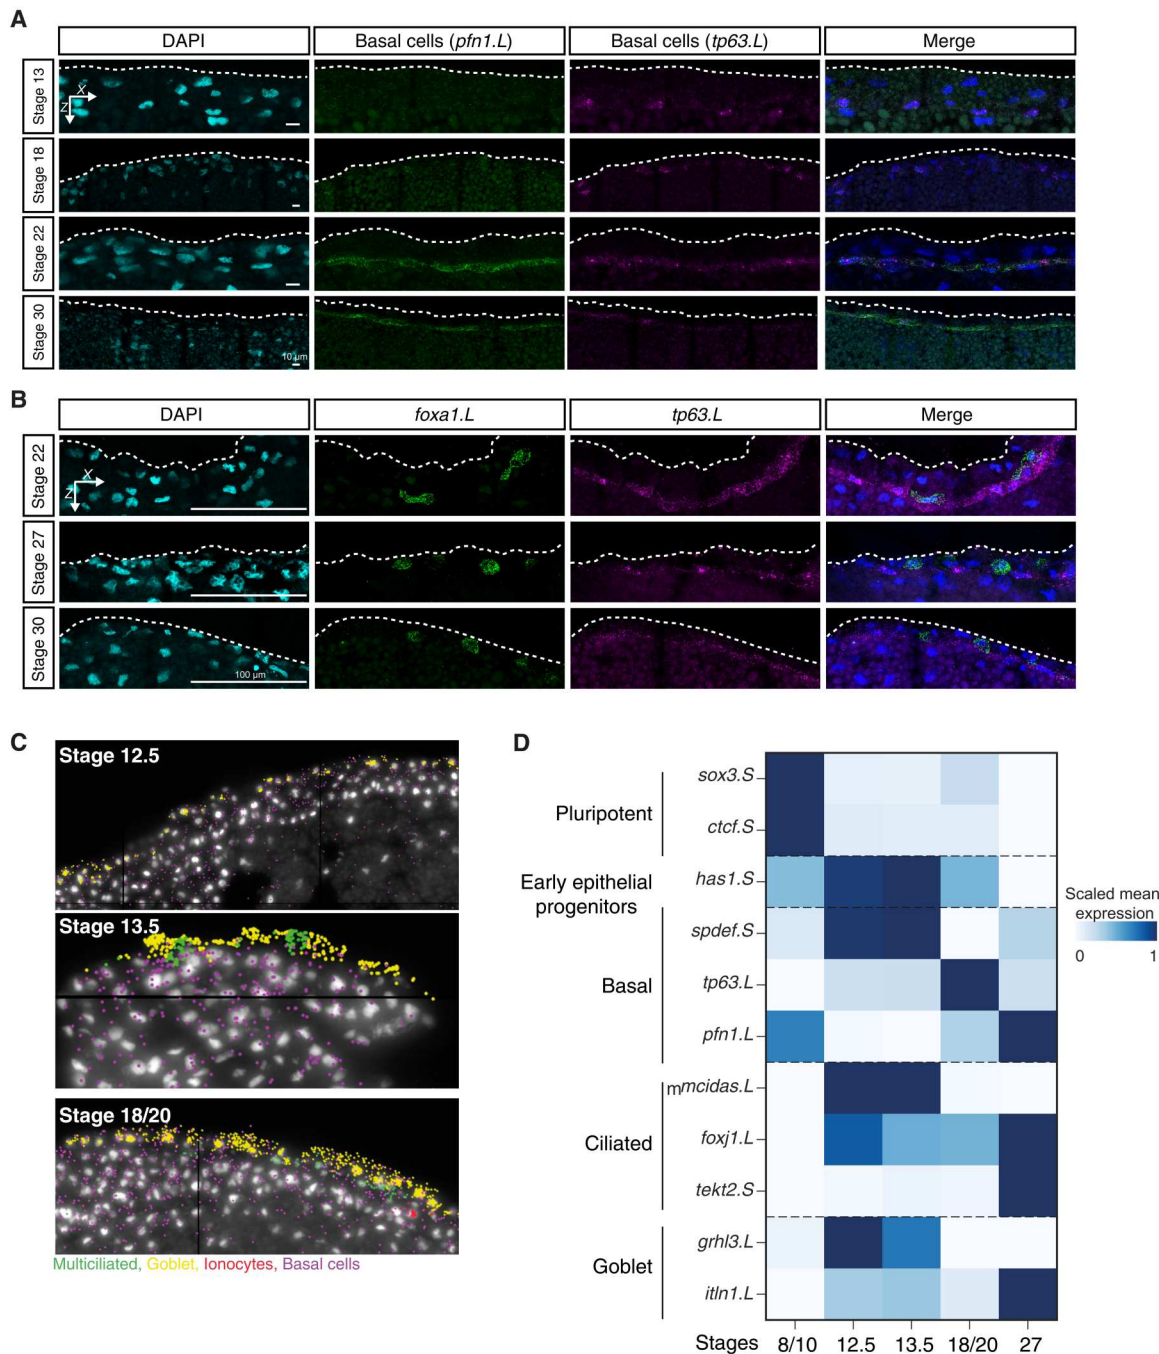 A
DAPI
Basal cells (pfn1.L)
Basal cells (tp63.L)
Merge
Stage 13
X
Z
Stage 18
Stage 22
Stage 30
10 µm
B
DAPI
foxa1.L
tp63.L
Merge
Stage 22
X
Z
Stage 27
Stage 30
100 µm
C
Stage 12.5
Stage 13.5
Stage 18/20
Multiciliated, Goblet, Ionocytes, Basal cells
D
Pluripotent
sox3.S
ctcf.S
Early epithelial
progenitors
has1.S
Basal
spdef.S
tp63.L
pfn1.L
Ciliated
mmcidas.L
foxj1.L
tekt2.S
Goblet
grhl3.L
itln1.L
Stages
8/10
12.5
13.5
18/20
27
Scaled mean
expression
0
1